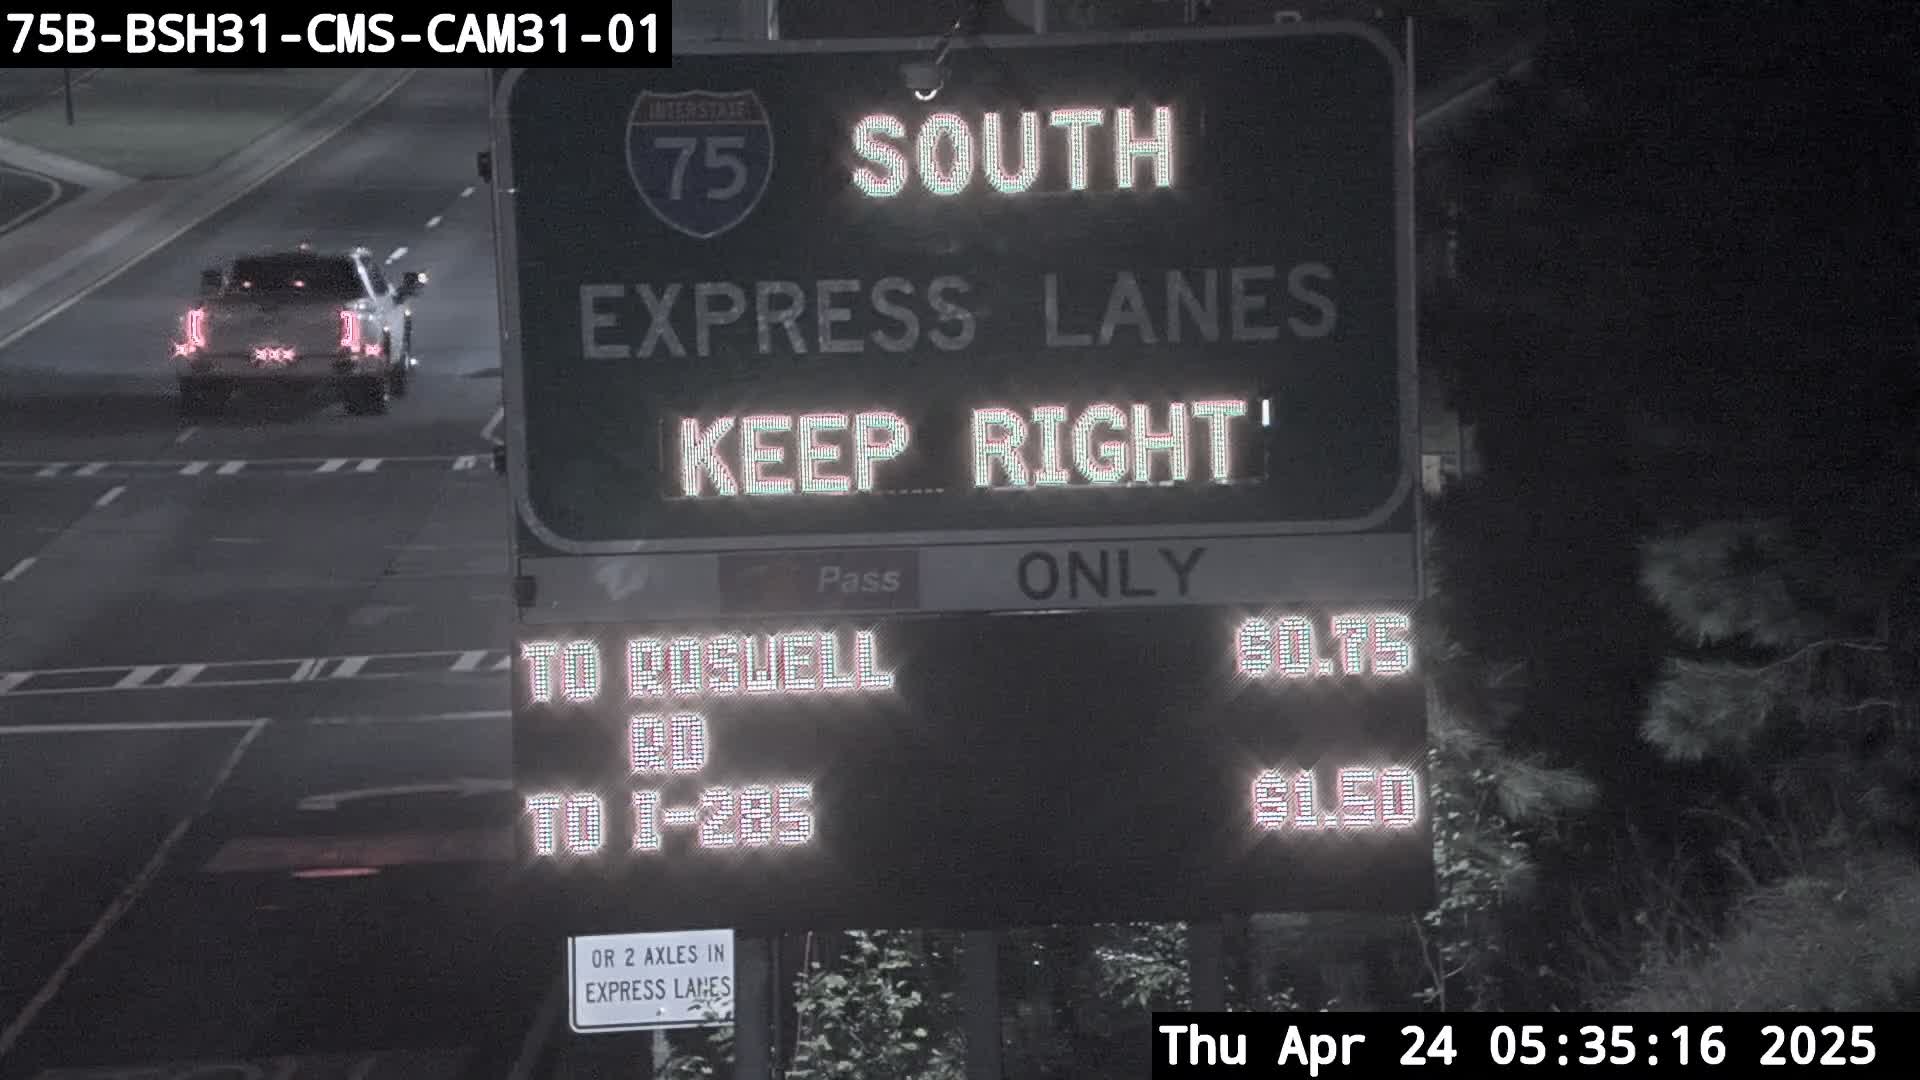 75B-BSH31-CMS-CAM31-01
INTERSTATE
75
SOUTH
EXPRESS LANES
KEEP RIGHT
Pass ONLY
TO ROSWELL $0.75
RD
TO I-285 $1.50
OR 2 AXLES IN
EXPRESS LANES
Thu Apr 24 05:35:16 2025